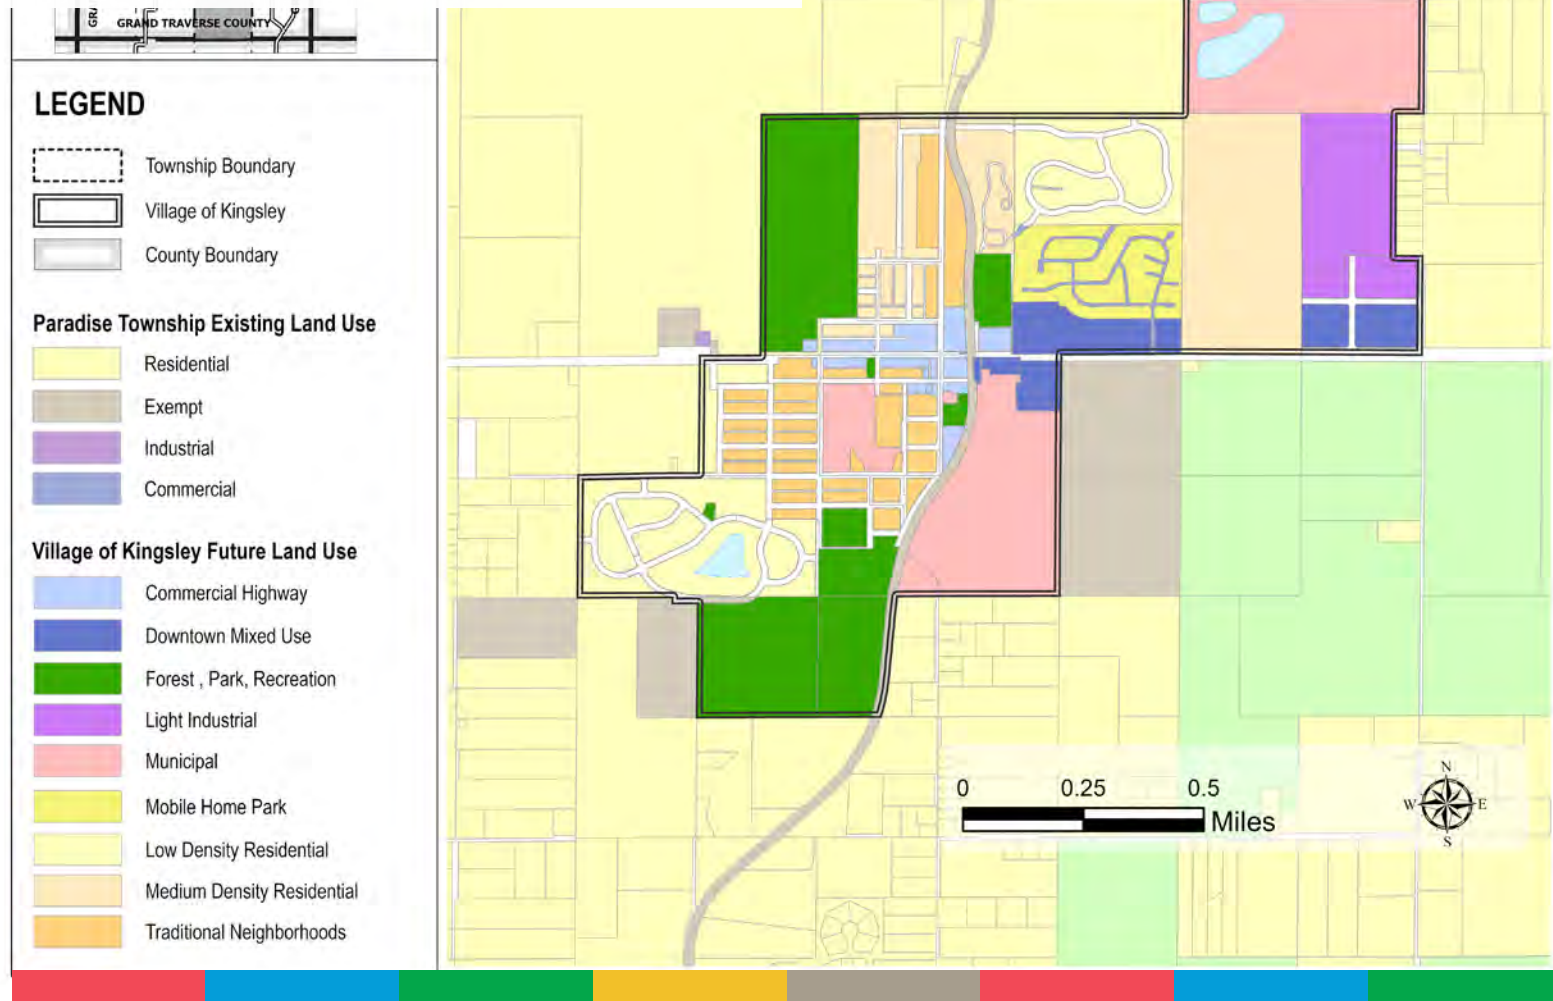 GRAND TRAVERSE COUNTY
LEGEND
Township Boundary
Village of Kingsley
County Boundary
Paradise Township Existing Land Use
Residential
Exempt
Industrial
Commercial
Village of Kingsley Future Land Use
Commercial Highway
Downtown Mixed Use
Forest , Park, Recreation
Light Industrial
Municipal
Mobile Home Park
Low Density Residential
Medium Density Residential
Traditional Neighborhoods
0 0.25 0.5
Miles
N
W E
S